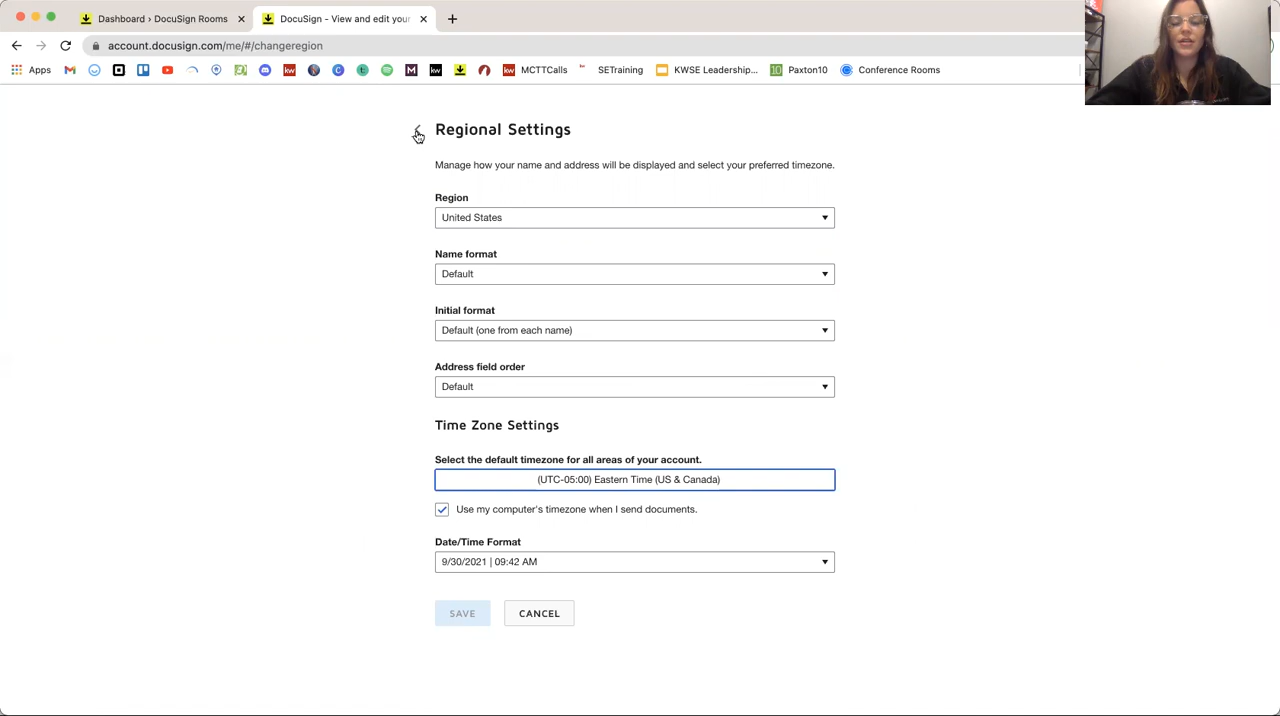 Dashboard › DocuSign Rooms
DocuSign - View and edit your
account.docusign.com/me/#/changeregion
Apps
MCTTCalls
SETraining
KWSE Leadership...
Paxton10
Conference Rooms
Regional Settings
Manage how your name and address will be displayed and select your preferred timezone.
Region
United States
Name format
Default
Initial format
Default (one from each name)
Address field order
Default
Time Zone Settings
Select the default timezone for all areas of your account.
(UTC-05:00) Eastern Time (US & Canada)
Use my computer's timezone when I send documents.
Date/Time Format
9/30/2021 | 09:42 AM
SAVE CANCEL